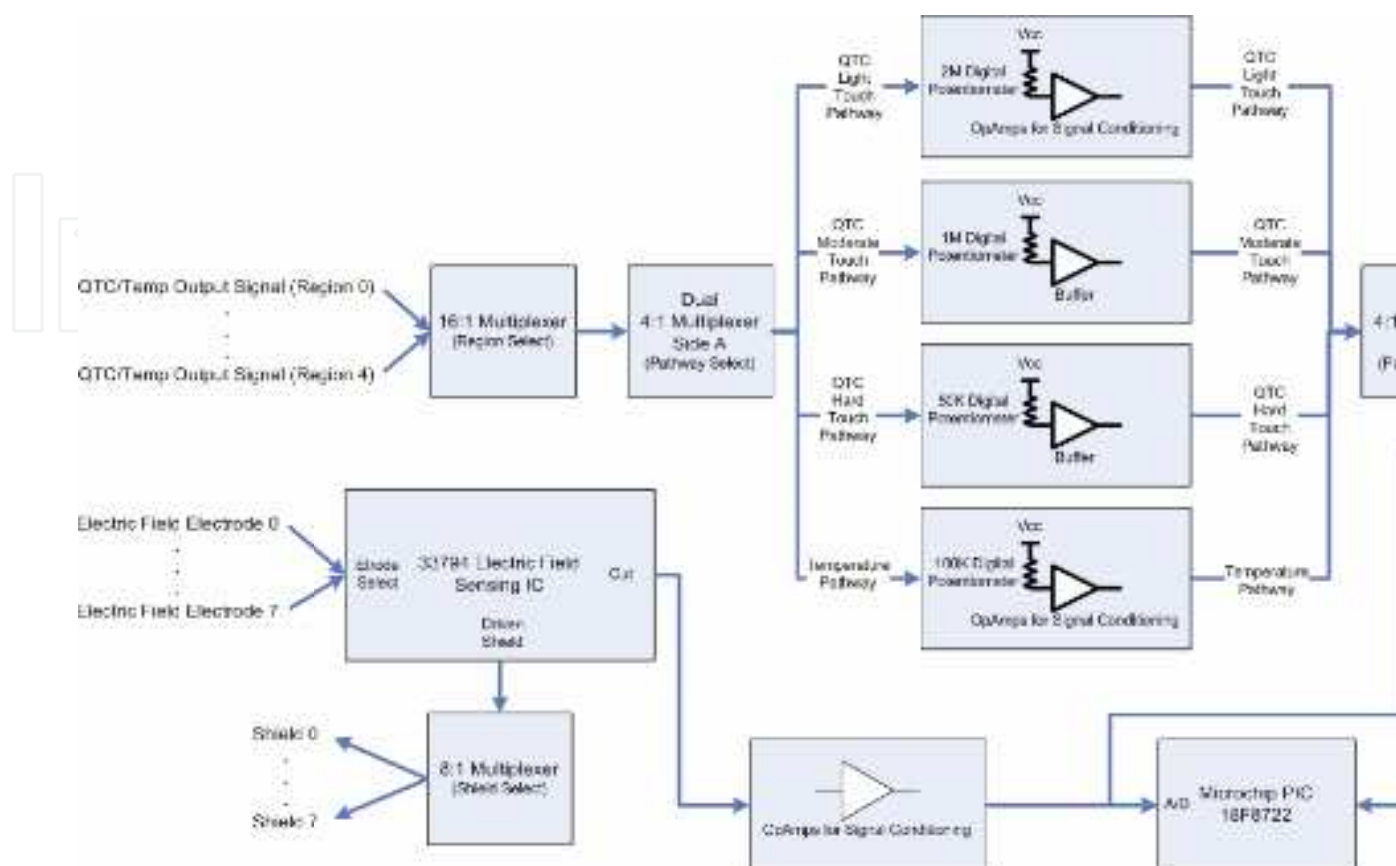 QTC/Temp Output Signal (Region 0)
QTC/Temp Output Signal (Region 4)
16:1 Multiplexer
(Region Select)
Dual
4:1 Multiplexer
Side A
(Pathway Select)
QTC
Light
Touch
Pathway
2M Digital
Potentiometer
Vcc
OpAmps for Signal Conditioning
QTC
Light
Touch
Pathway
QTC
Moderate
Touch
Pathway
1M Digital
Potentiometer
Vcc
Buffer
QTC
Moderate
Touch
Pathway
QTC
Hard
Touch
Pathway
50K Digital
Potentiometer
Vcc
Buffer
QTC
Hard
Touch
Pathway
Temperature
Pathway
100K Digital
Potentiometer
Vcc
OpAmps for Signal Conditioning
Temperature
Pathway
4:1
Electric Field Electrode 0
Electric Field Electrode 7
Elrode
Select
33794 Electric Field
Sensing IC
Out
Driven
Shield
Shield 0
Shield 7
8:1 Multiplexer
(Shield Select)
OpAmps for Signal Conditioning
A/D
Microchip PIC
18F8722